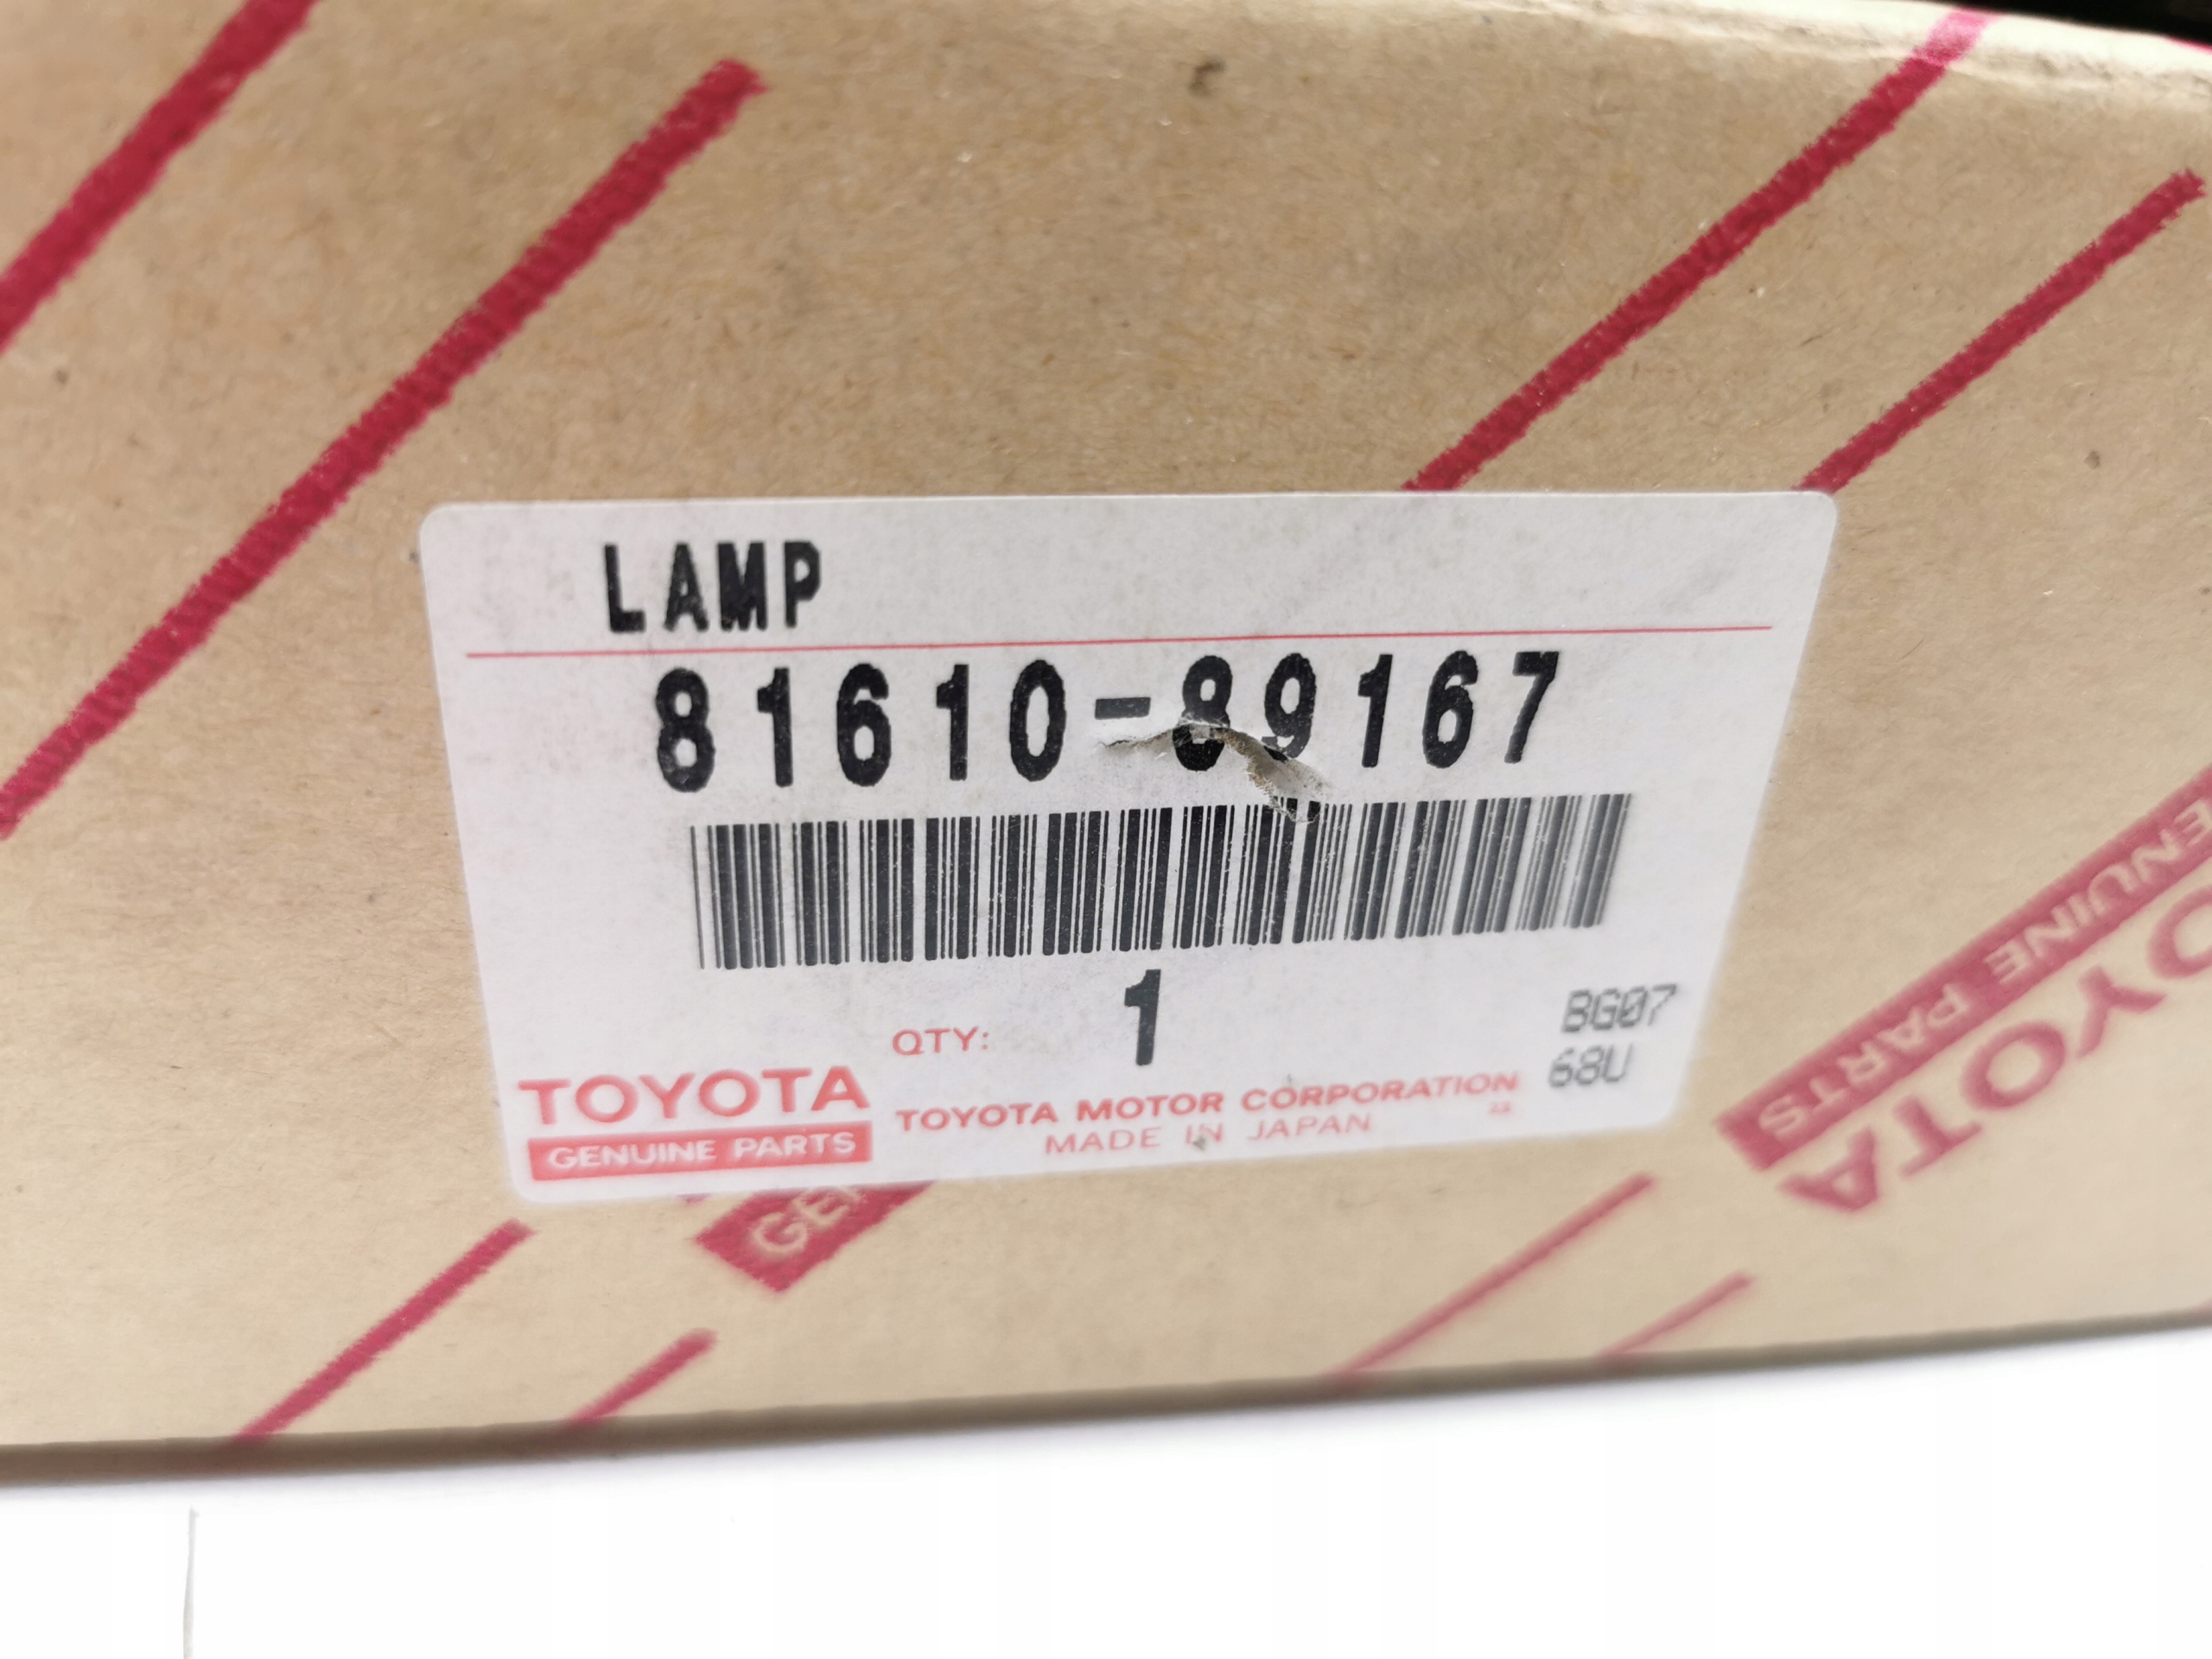 LAMP
81610-89167
QTY: 1
BG07
68U
TOYOTA
GENUINE PARTS
TOYOTA MOTOR CORPORATION
MADE IN JAPAN
TOYOTA
GENUINE PARTS